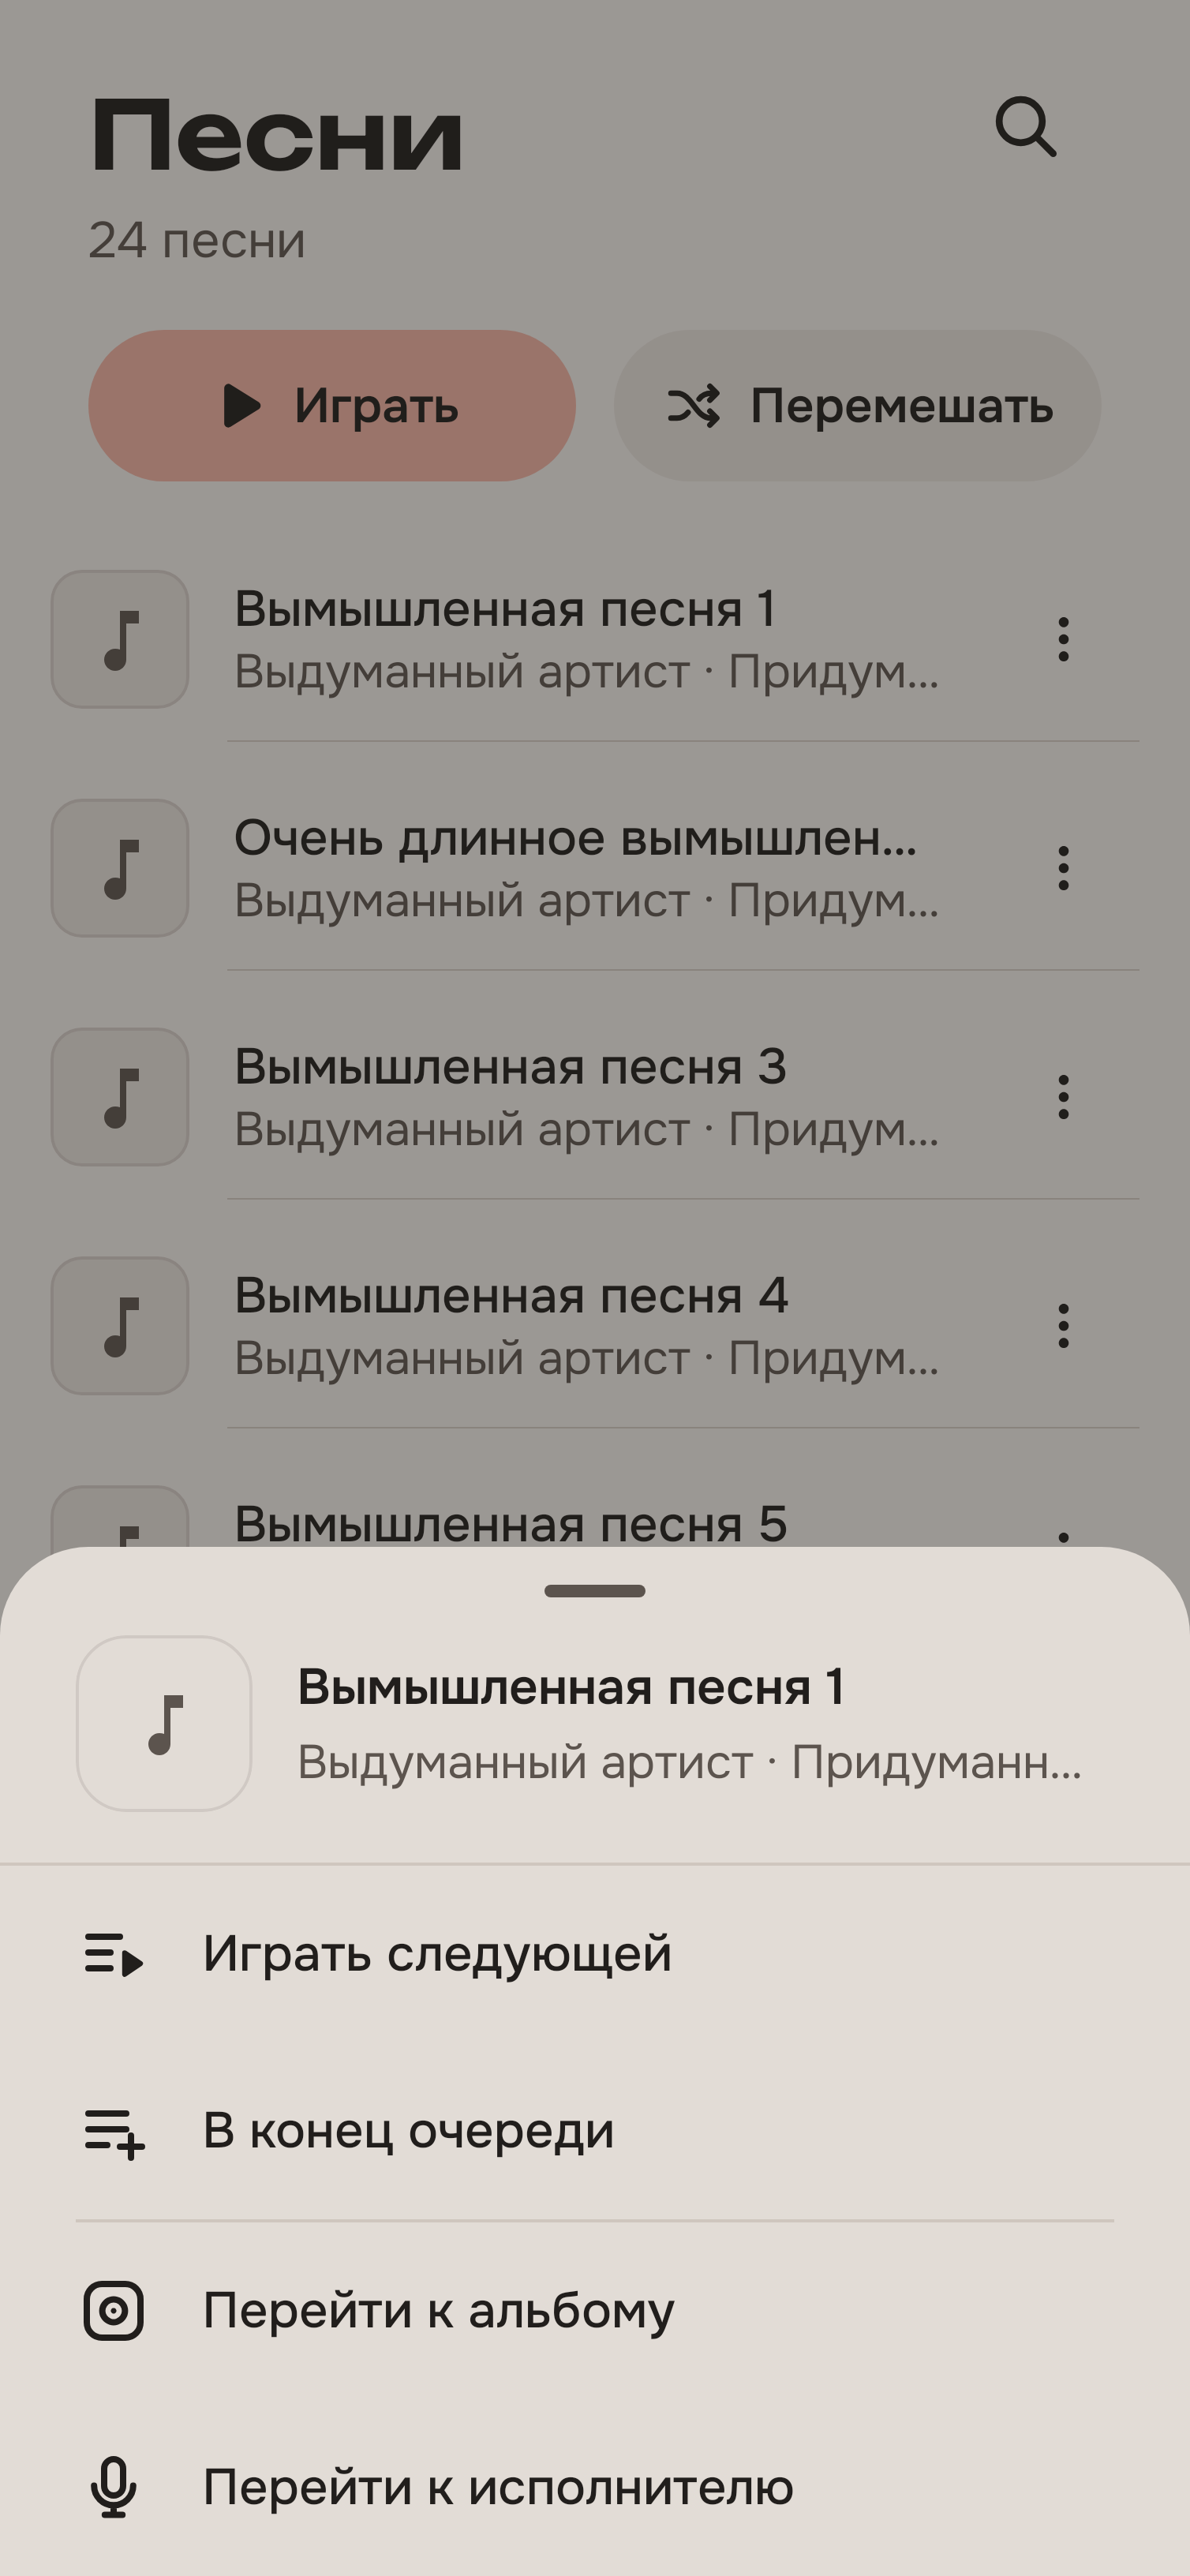 Песни
24 песни
Играть
Перемешать
Вымышленная песня 1
Выдуманный артист · Придум...
Очень длинное вымышлен...
Выдуманный артист · Придум...
Вымышленная песня 3
Выдуманный артист · Придум...
Вымышленная песня 4
Выдуманный артист · Придум...
Вымышленная песня 5
Вымышленная песня 1
Выдуманный артист · Придуманн...
Играть следующей
В конец очереди
Перейти к альбому
Перейти к исполнителю